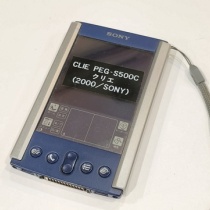 SONY
CLIE PEG-S500C
クリエ
(2000/SONY)